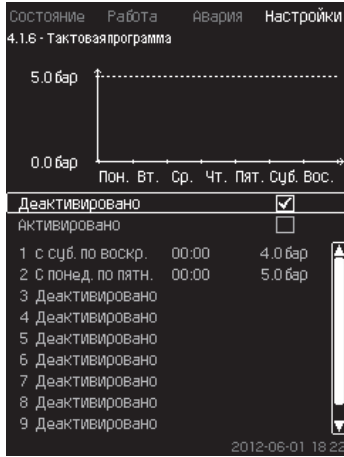 Состояние Работа Авария Настройки
4.1.6 - Тактовая программа
5.0 бар
0.0 бар
Пон. Вт. Ср. Чт. Пят. Суб. Вос.
Деактивировано
Активировано
1 С суб. по воскр. 00:00 4.0 бар
2 С понед. по пятн. 00:00 5.0 бар
3 Деактивировано
4 Деактивировано
5 Деактивировано
6 Деактивировано
7 Деактивировано
8 Деактивировано
9 Деактивировано
2012-06-01 18:22